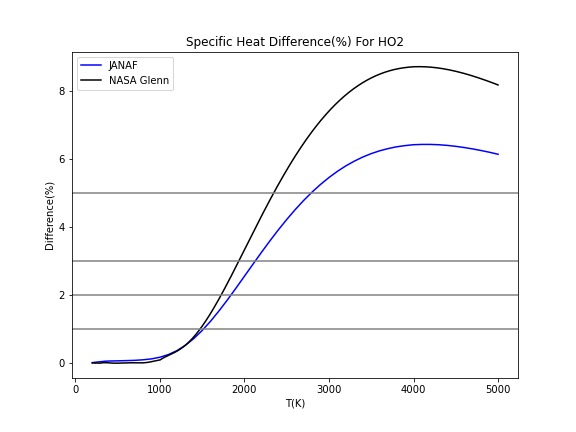 Specific Heat Difference(%) For HO2
JANAF
NASA Glenn
Difference(%)
8
6
4
2
0
0 1000 2000 3000 4000 5000
T(K)